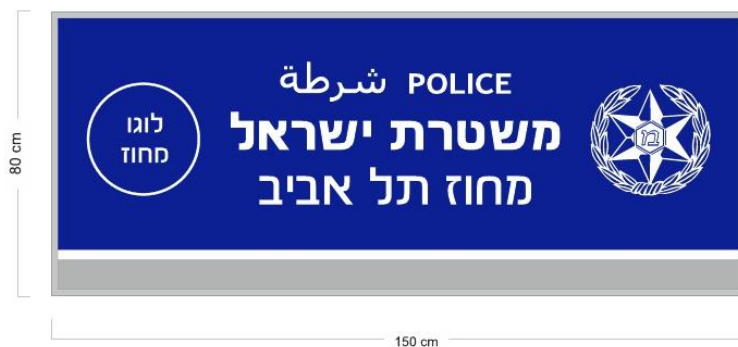 شرطة POLICE
משטרת ישראל
מחוז תל אביב
לוגו
מחוז
מ
80 cm
150 cm